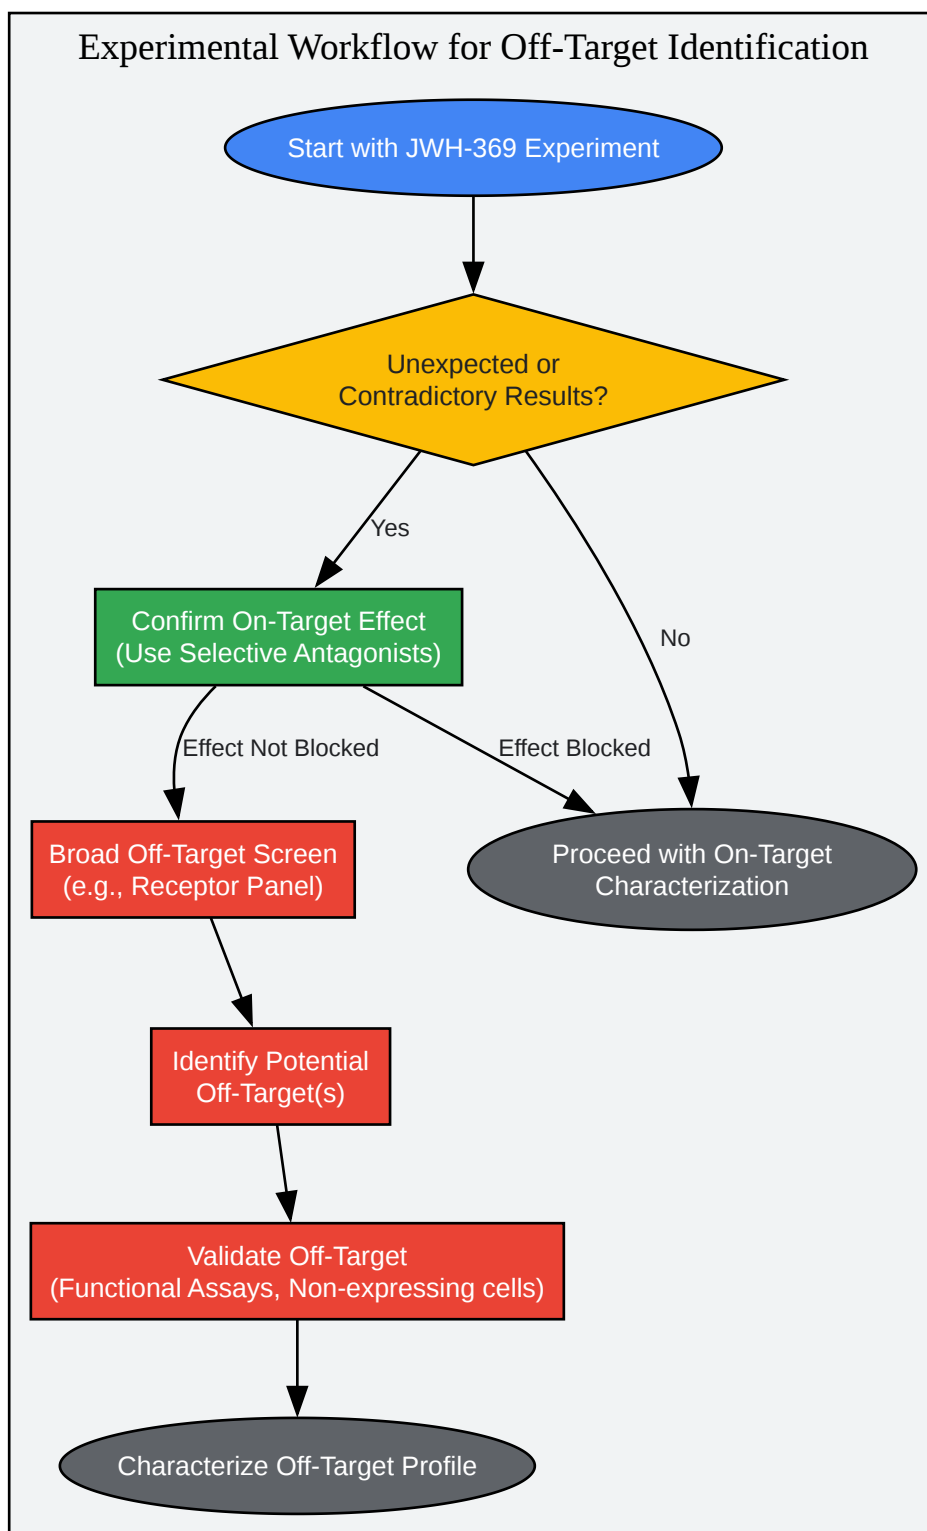 Experimental Workflow for Off-Target Identification
Start with JWH-369 Experiment
Unexpected or
Contradictory Results?
Yes
No
Confirm On-Target Effect
(Use Selective Antagonists)
Effect Not Blocked
Effect Blocked
Broad Off-Target Screen
(e.g., Receptor Panel)
Proceed with On-Target
Characterization
Identify Potential
Off-Target(s)
Validate Off-Target
(Functional Assays, Non-expressing cells)
Characterize Off-Target Profile